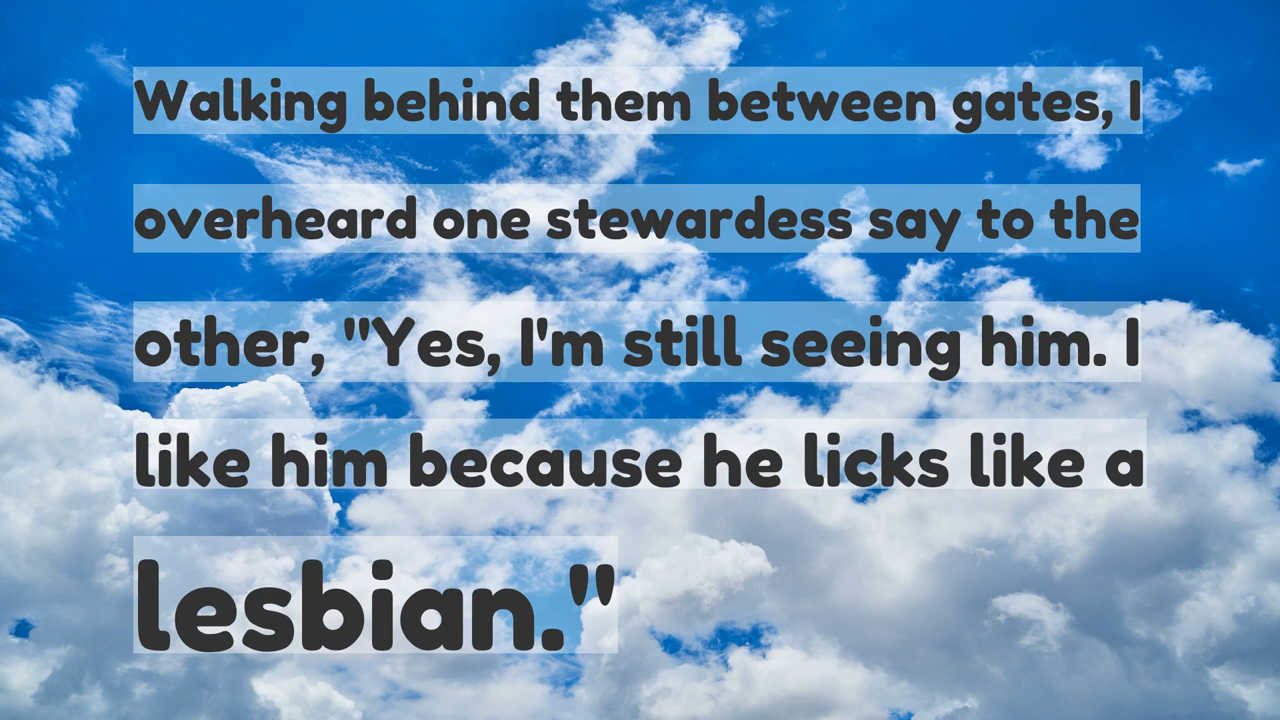 Walking behind them between gates, I
overheard one stewardess say to the
other, "Yes, I'm still seeing him. I
like him because he licks like a
lesbian."